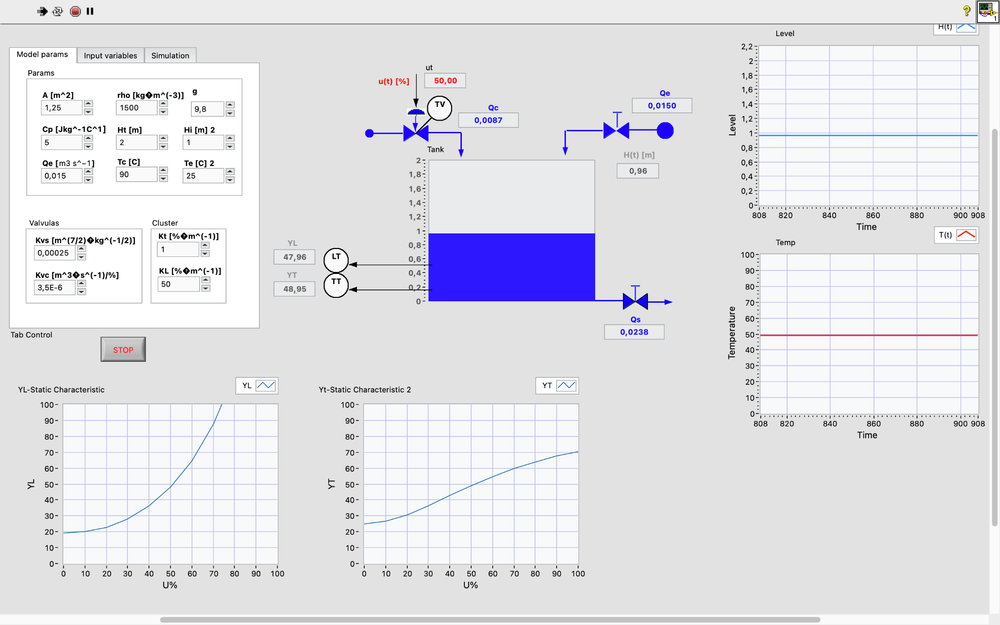 ?
1
H(t)
Level
2,2
2
1,8
1,6
1,4
1,2
1
0,8
0,6
0,4
0,2
0
Level
808 820 840 860 880 900 908
Time
Model params Input variables Simulation
Params
A [m^2] rho [kg�m^(-3)] g
1,25 1500 9,8
Cp [Jkg^-1C^1] Ht [m] Hi [m] 2
5 2 1
Qe [m3 s^-1] Tc [C] Te [C] 2
0,015 90 25
Valvulas
Kvs [m^(7/2)�kg^(-1/2)]
0,00025
Kvc [m^3�s^(-1)/%]
3,5E-6
Cluster
Kt [%�m^(-1)]
1
KL [%�m^(-1)]
50
Tab Control
STOP
ut
u(t) [%] 50,00
TV
Qc
0,0087
Qe
0,0150
Tank
H(t) [m]
0,96
2
1,8
1,6
1,4
1,2
1
0,8
0,6
0,4
0,2
0
YL
47,96
LT
YT
48,95
TT
Qs
0,0238
T(t)
Temp
100
90
80
70
60
50
40
30
20
10
0
Temperature
808 820 840 860 880 900 908
Time
YL-Static Characteristic
YL
100
90
80
70
60
50
40
30
20
10
0
YL
0 10 20 30 40 50 60 70 80 90 100
U%
Yt-Static Characteristic 2
YT
100
90
80
70
60
50
40
30
20
10
0
YT
0 10 20 30 40 50 60 70 80 90 100
U%